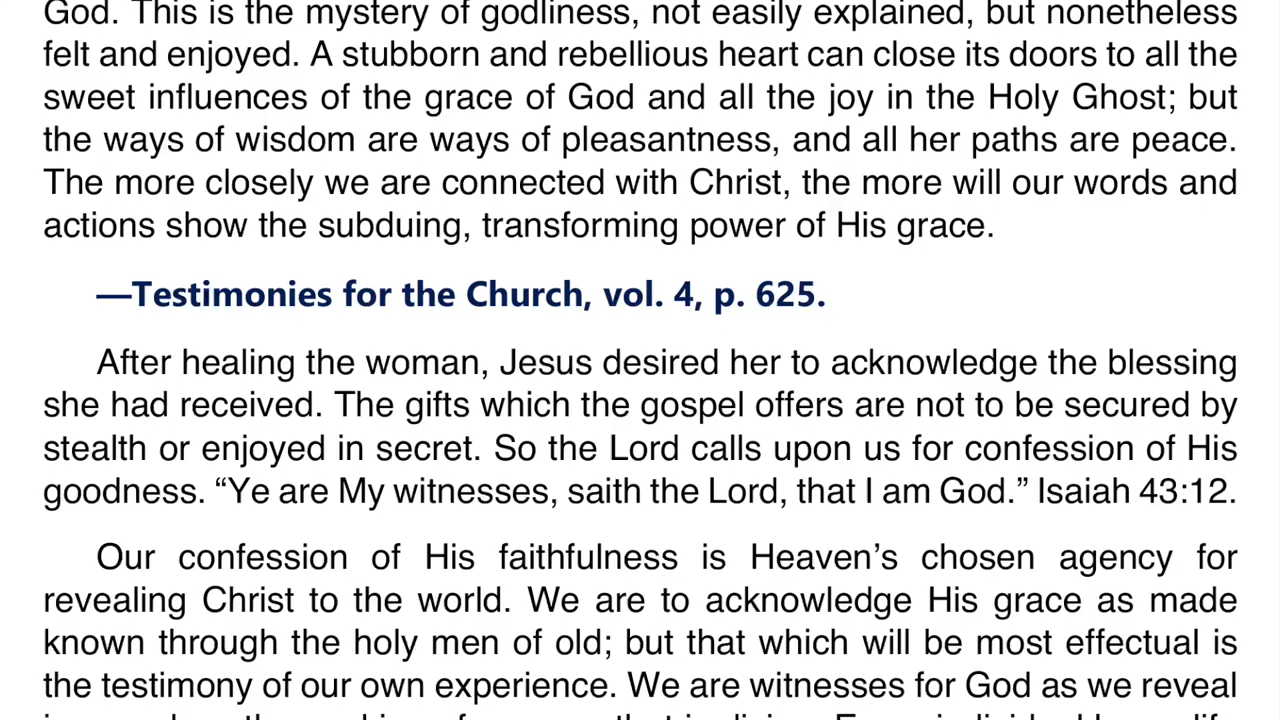 God. This is the mystery of godliness, not easily explained, but nonetheless
felt and enjoyed. A stubborn and rebellious heart can close its doors to all the
sweet influences of the grace of God and all the joy in the Holy Ghost; but
the ways of wisdom are ways of pleasantness, and all her paths are peace.
The more closely we are connected with Christ, the more will our words and
actions show the subduing, transforming power of His grace.
—Testimonies for the Church, vol. 4, p. 625.
After healing the woman, Jesus desired her to acknowledge the blessing
she had received. The gifts which the gospel offers are not to be secured by
stealth or enjoyed in secret. So the Lord calls upon us for confession of His
goodness. “Ye are My witnesses, saith the Lord, that I am God.” Isaiah 43:12.
Our confession of His faithfulness is Heaven’s chosen agency for
revealing Christ to the world. We are to acknowledge His grace as made
known through the holy men of old; but that which will be most effectual is
the testimony of our own experience. We are witnesses for God as we reveal